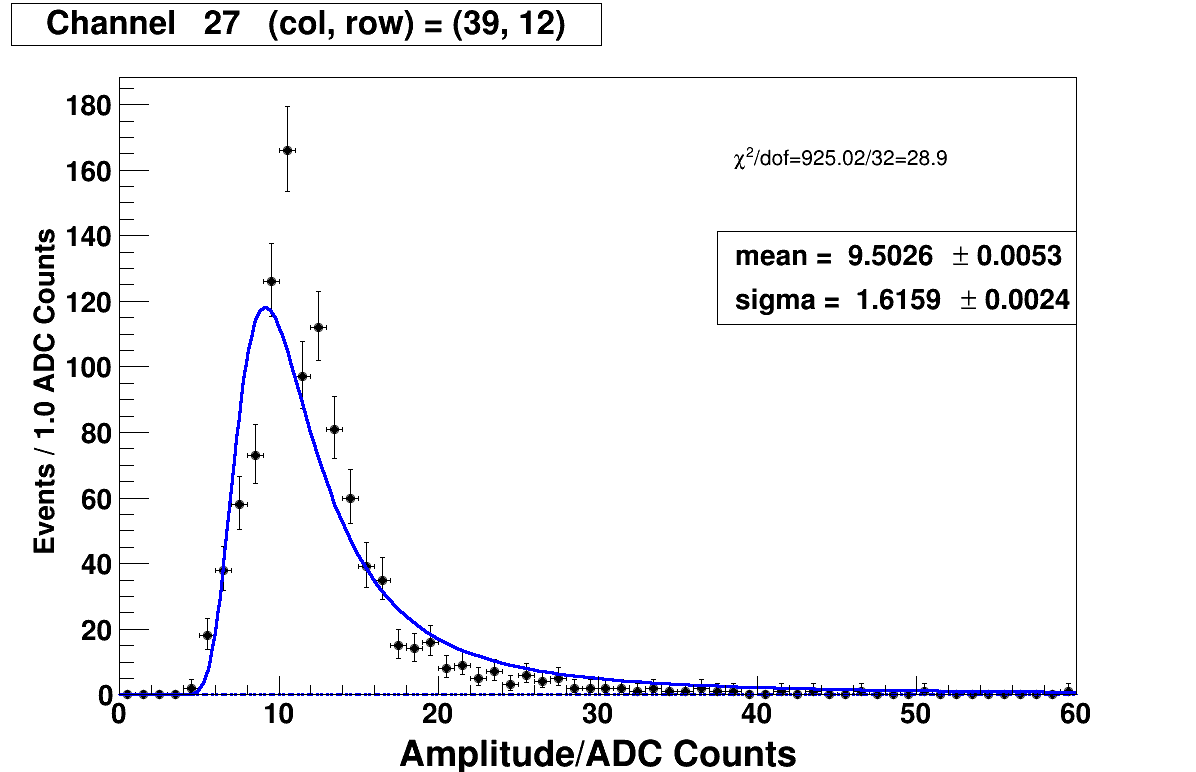 Channel 27 (col, row) = (39, 12)
180
160
140
120
100
80
60
40
20
0
Events / 1.0 ADC Counts
χ²/dof=925.02/32=28.9
mean = 9.5026 ± 0.0053
sigma = 1.6159 ± 0.0024
0 10 20 30 40 50 60
Amplitude/ADC Counts